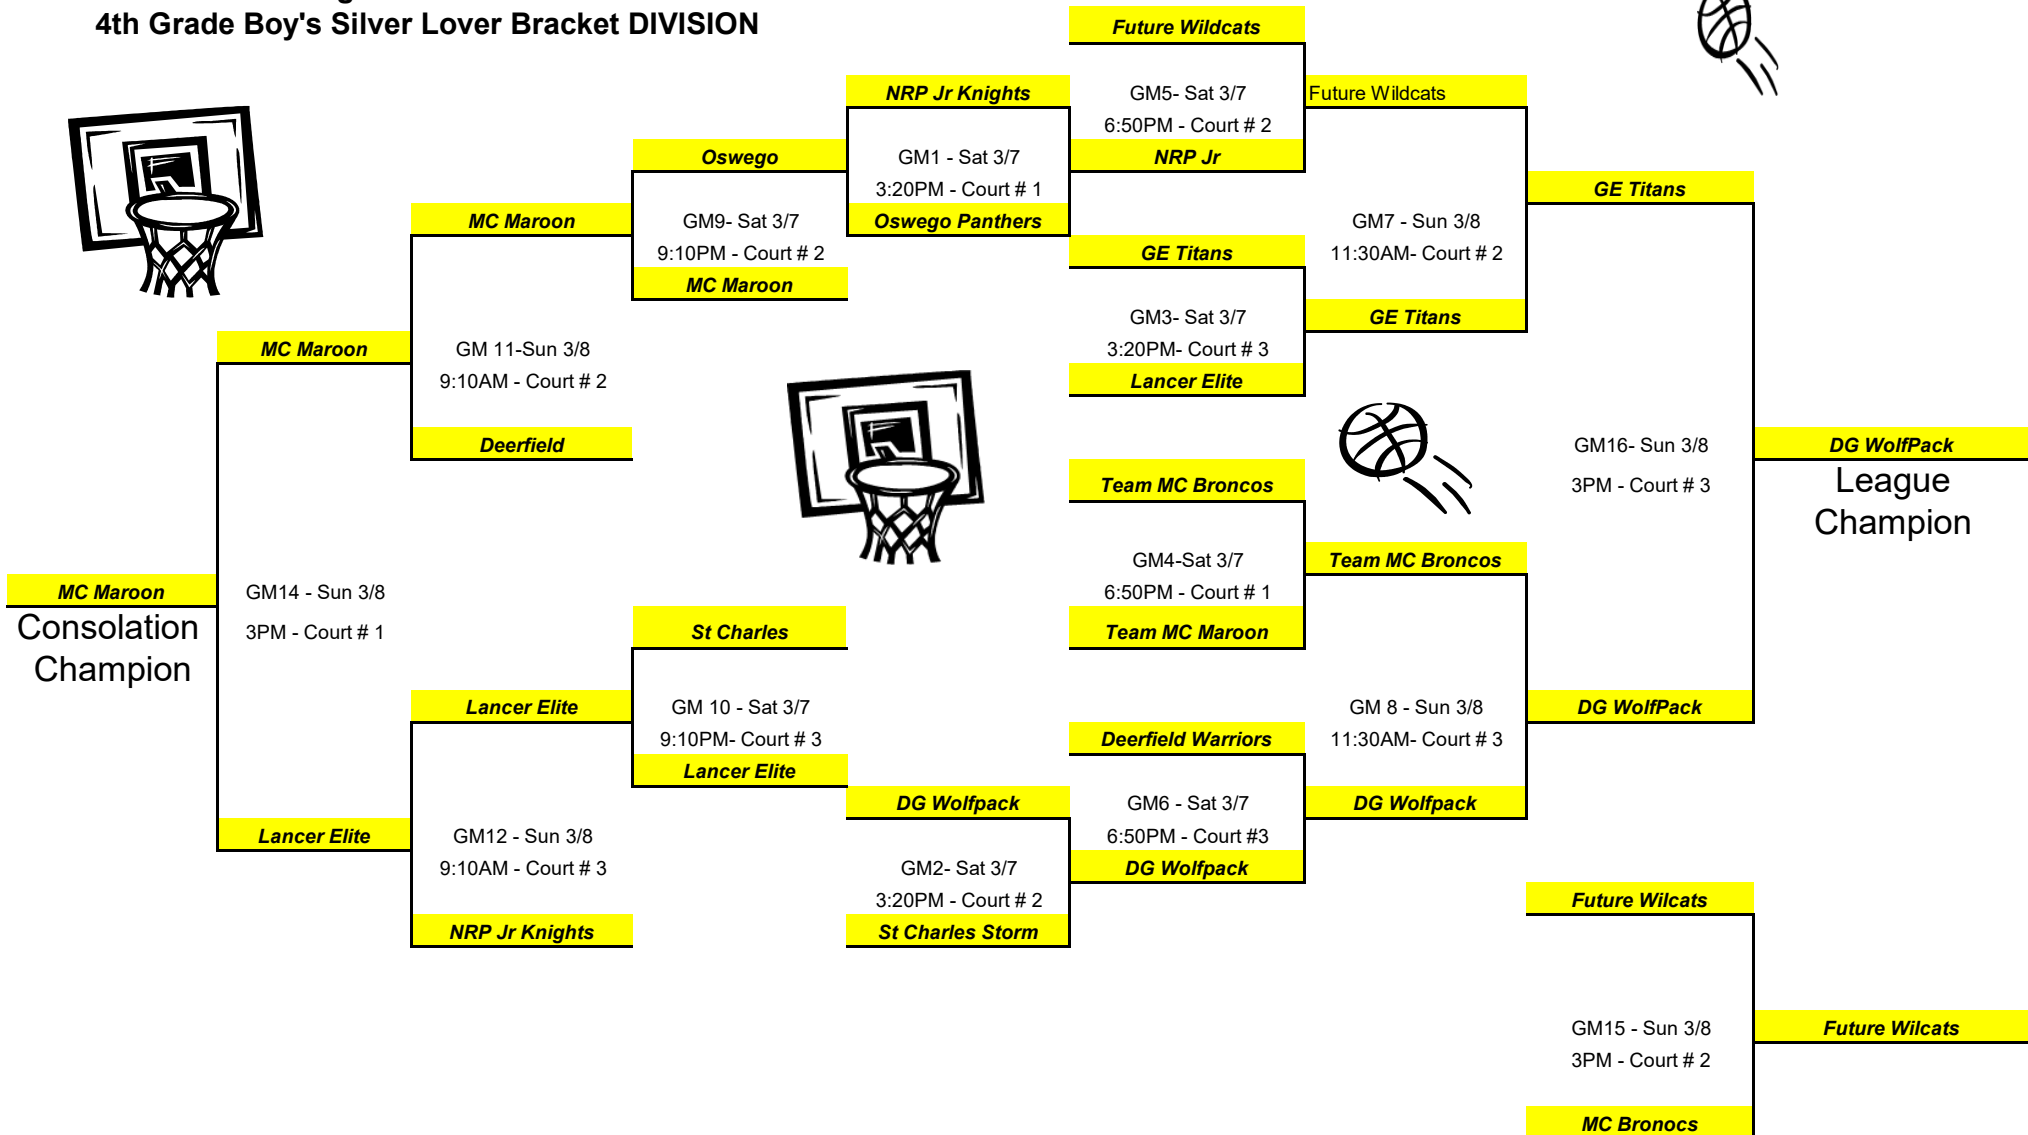 4th Grade Boy's Silver Lover Bracket DIVISION
Future Wildcats
NRP Jr Knights
GM5- Sat 3/7
Future Wildcats
6:50PM - Court # 2
Oswego
GM1 - Sat 3/7
NRP Jr
3:20PM - Court # 1
GE Titans
MC Maroon
GM9- Sat 3/7
Oswego Panthers
GM7 - Sun 3/8
9:10PM - Court # 2
GE Titans
11:30AM- Court # 2
MC Maroon
GM3- Sat 3/7
GE Titans
MC Maroon
GM 11-Sun 3/8
3:20PM- Court # 3
9:10AM - Court # 2
Lancer Elite
Deerfield
GM16- Sun 3/8
DG WolfPack
Team MC Broncos
3PM - Court # 3
League
Champion
GM4-Sat 3/7
Team MC Broncos
MC Maroon
GM14 - Sun 3/8
6:50PM - Court # 1
Consolation
3PM - Court # 1
St Charles
Team MC Maroon
Champion
Lancer Elite
GM 10 - Sat 3/7
GM 8 - Sun 3/8
DG WolfPack
9:10PM- Court # 3
Deerfield Warriors
11:30AM- Court # 3
Lancer Elite
DG Wolfpack
GM6 - Sat 3/7
DG Wolfpack
Lancer Elite
GM12 - Sun 3/8
6:50PM - Court #3
9:10AM - Court # 3
GM2- Sat 3/7
DG Wolfpack
3:20PM - Court # 2
Future Wilcats
NRP Jr Knights
St Charles Storm
GM15 - Sun 3/8
Future Wilcats
3PM - Court # 2
MC Bronocs